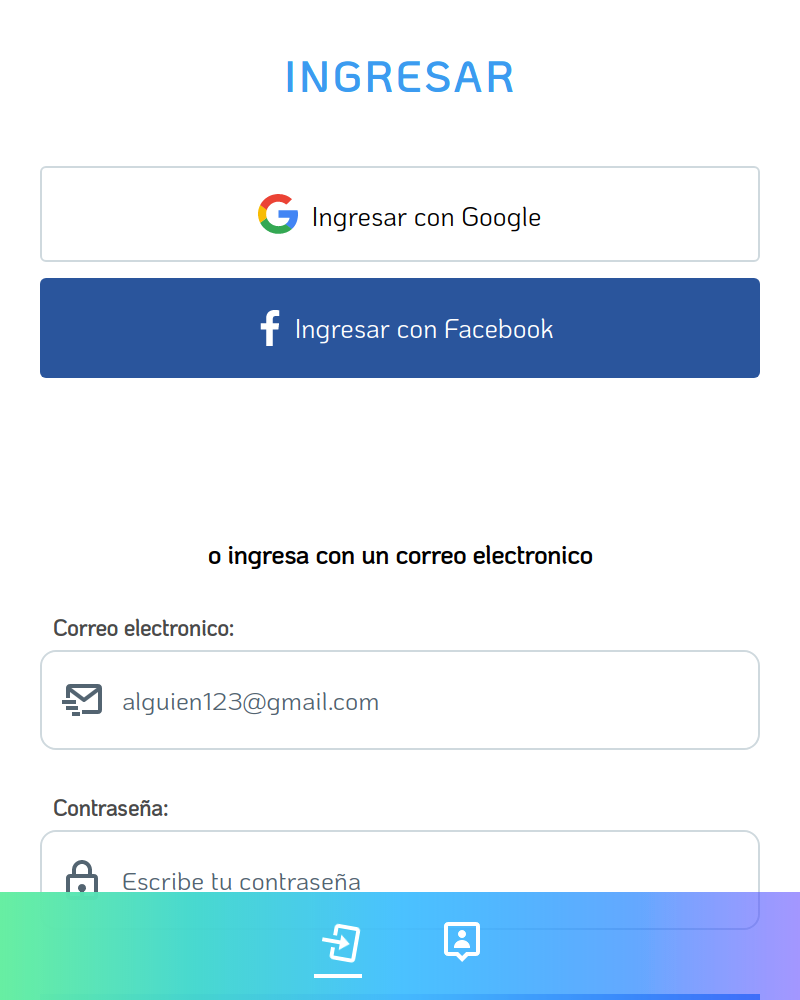 INGRESAR
Ingresar con Google
Ingresar con Facebook
o ingresa con un correo electronico
Correo electronico:
alguien123@gmail.com
Contraseña:
Escribe tu contraseña